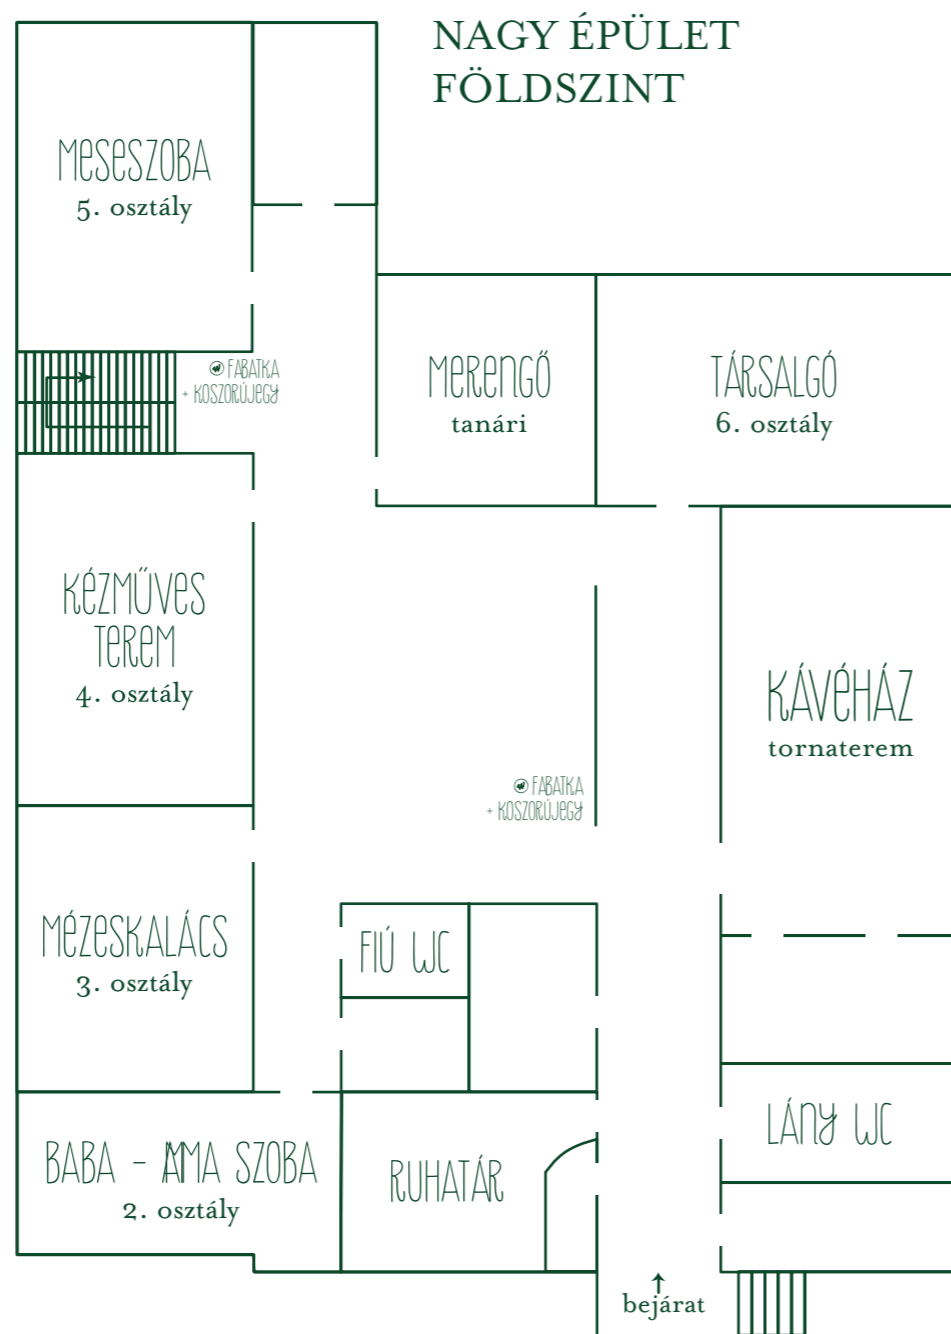 NAGY ÉPÜLET
FÖLDSZINT
MESESZOBA
5. osztály
FABATKA
+ KOSZORÚJEGY
MERENGŐ
tanári
TÁRSALGÓ
6. osztály
KÉZMŰVES
TEREM
4. osztály
KÁVÉHÁZ
tornaterem
FABATKA
+ KOSZORÚJEGY
MÉZESKALÁCS
3. osztály
FIÚ WC
LÁNY WC
BABA - MAMA SZOBA
2. osztály
RUHATÁR
bejárat